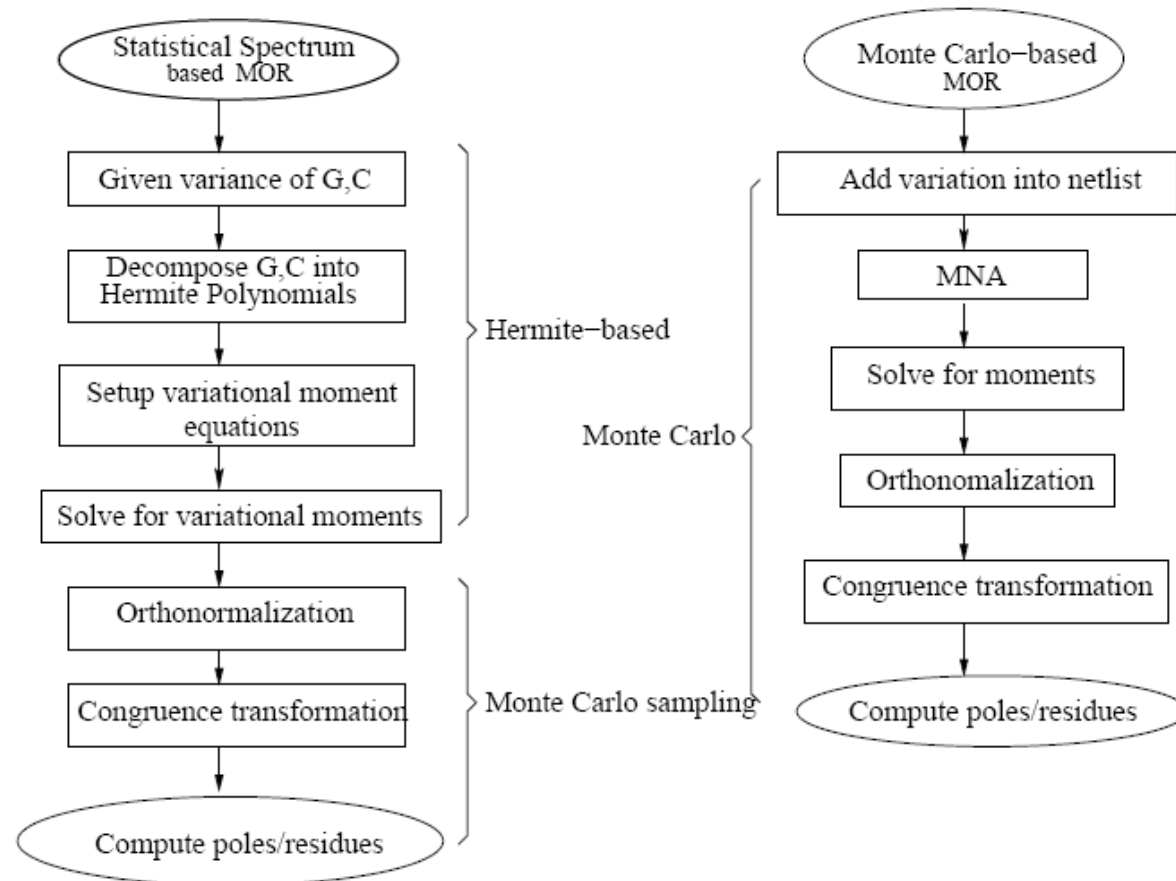 Statistical Spectrum
based MOR
Given variance of G,C
Decompose G,C into
Hermite Polynomials
Setup variational moment
equations
Solve for variational moments
Orthonormalization
Congruence transformation
Compute poles/residues
Hermite−based
Monte Carlo sampling
Monte Carlo
Monte Carlo−based
MOR
Add variation into netlist
MNA
Solve for moments
Orthonomalization
Congruence transformation
Compute poles/residues